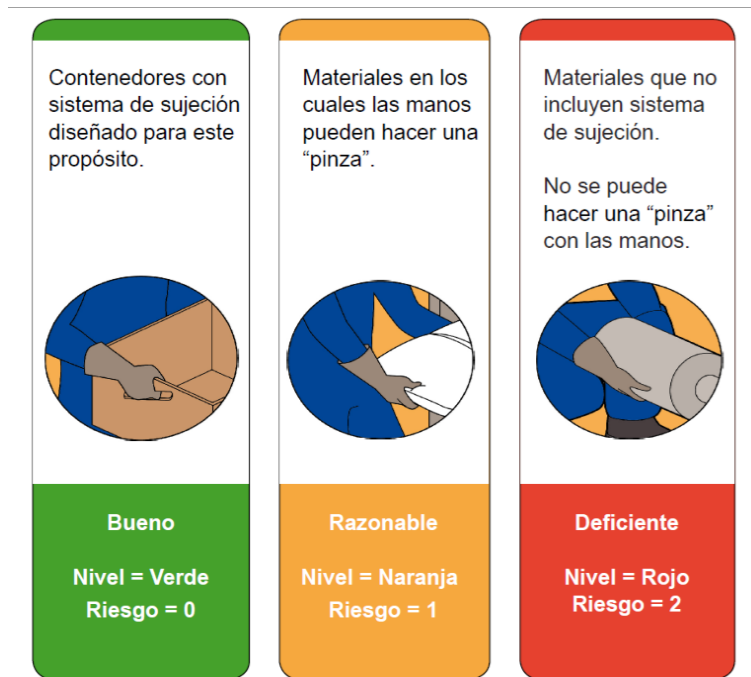 Contenedores con
sistema de sujeción
diseñado para este
propósito.
Bueno
Nivel = Verde
Riesgo = 0
Materiales en los
cuales las manos
pueden hacer una
“pinza”.
Razonable
Nivel = Naranja
Riesgo = 1
Materiales que no
incluyen sistema
de sujeción.
No se puede
hacer una “pinza”
con las manos.
Deficiente
Nivel = Rojo
Riesgo = 2